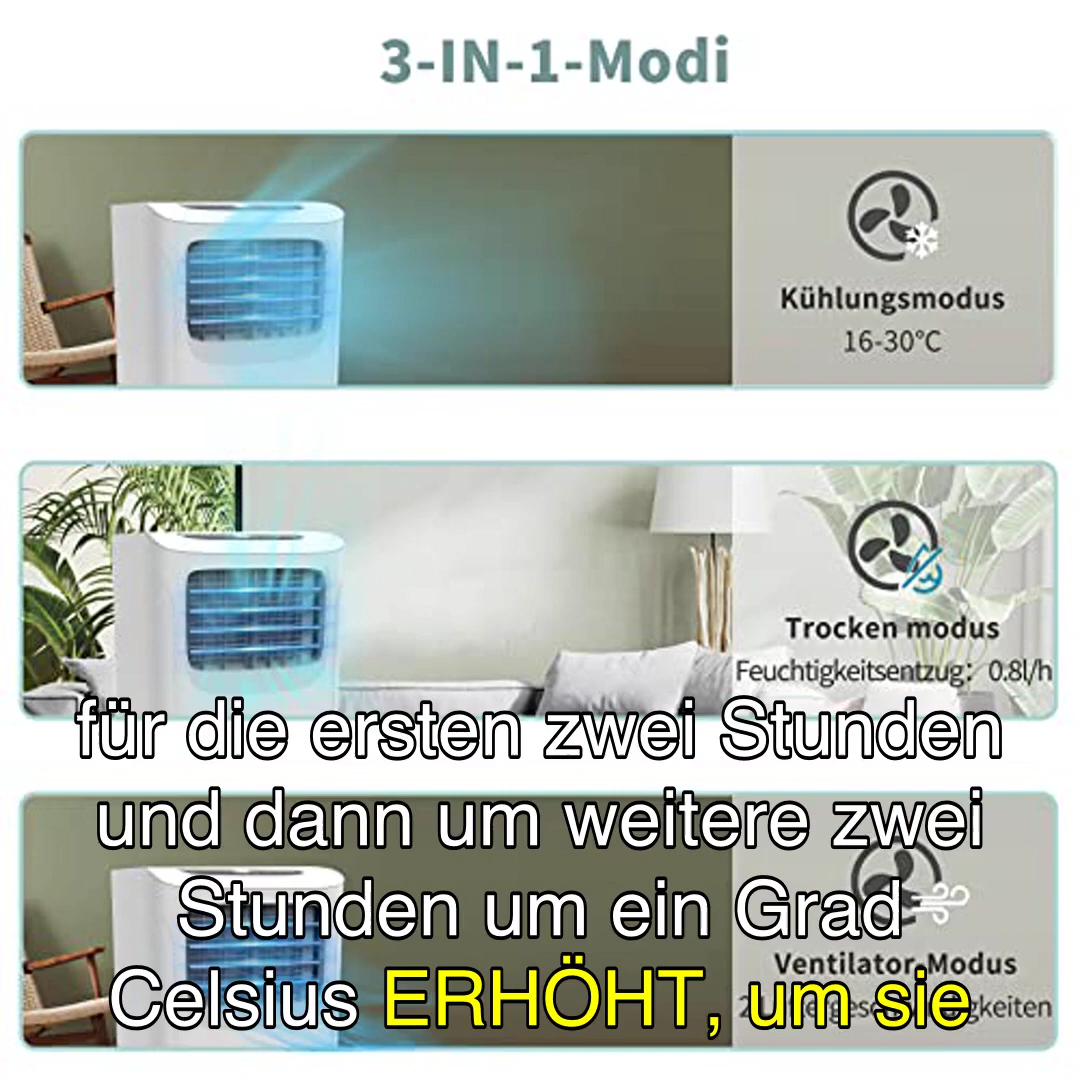 3-IN-1-Modi
Kühlungsmodus
16-30°C
Trocken modus
Feuchtigkeitsentzug: 0.8l/h
für die ersten zwei Stunden
und dann um weitere zwei
Stunden um ein Grad
Celsius ERHÖHT, um sie
Ventilator-Modus